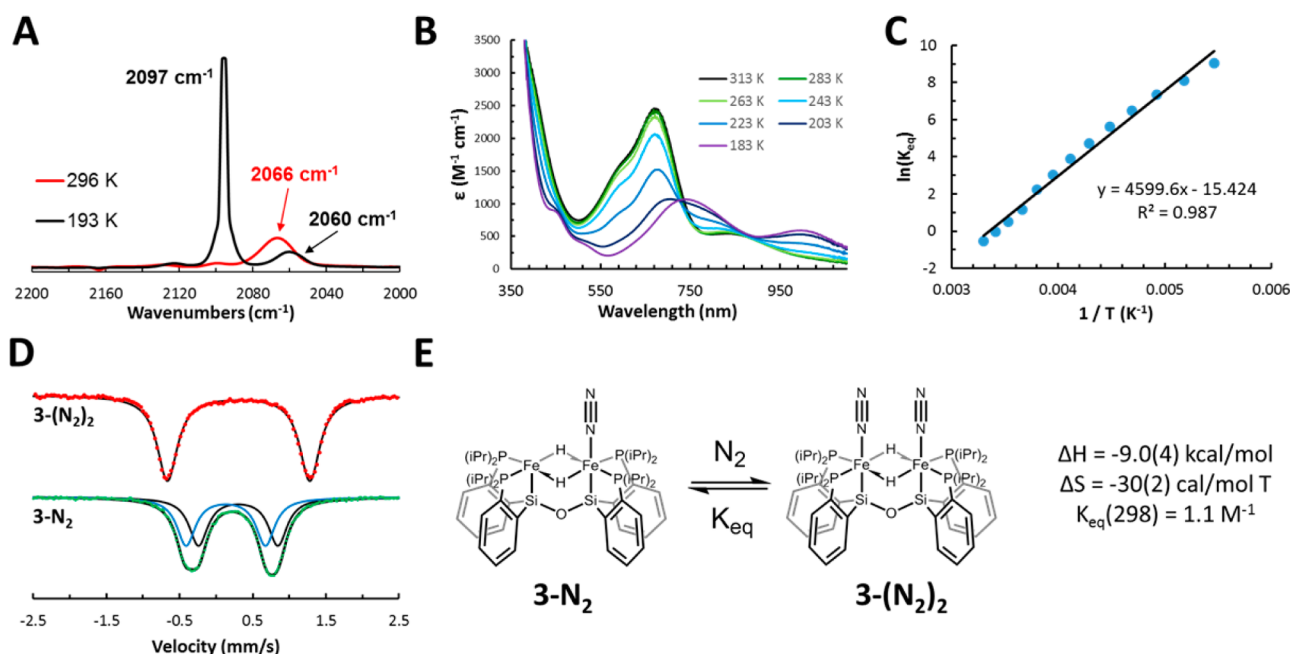 A
2097 cm-1
2066 cm-1
2060 cm-1
296 K
193 K
2200 2160 2120 2080 2040 2000
Wavenumbers (cm-1)
B
3500
3000
2500
2000
1500
1000
500
0
ε (M-1 cm-1)
313 K 283 K
263 K 243 K
223 K 203 K
183 K
350 550 750 950
Wavelength (nm)
C
10
8
6
4
2
0
-2
ln(Keq)
y = 4599.6x - 15.424
R² = 0.987
0.003 0.004 0.005 0.006
1 / T (K-1)
D
3-(N2)2
3-N2
-2.5 -1.5 -0.5 0.5 1.5 2.5
Velocity (mm/s)
E
N
N
(iPr)2P H P(iPr)2
Fe Fe
(iPr)2P H P(iPr)2
Si Si
O
3-N2
N2
Keq
N N
N N
(iPr)2P H P(iPr)2
Fe Fe
(iPr)2P H P(iPr)2
Si Si
O
3-(N2)2
ΔH = -9.0(4) kcal/mol
ΔS = -30(2) cal/mol T
Keq(298) = 1.1 M-1